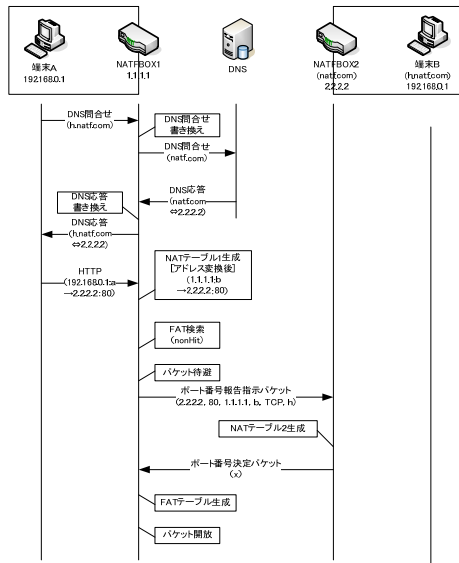 端末A
192.168.0.1
NATFBOX1
1.1.1.1
DNS
NATFBOX2
(natf.com)
2.2.2.2
端末B
(h.natf.com)
192.168.0.1
DNS問合せ
(h.natf.com)
DNS問合せ
書き換え
DNS問合せ
(natf.com)
DNS応答
(natf.com
⇔2.2.2.2)
DNS応答
書き換え
DNS応答
(h.natf.com
⇔2.2.2.2)
HTTP
(192.168.0.1:a
→2.2.2.2:80)
NATテーブル1生成
[アドレス変換後]
(1.1.1.1:b
→2.2.2.2:80)
FAT検索
(nonHit)
パケット待避
ポート番号報告指示パケット
(2.2.2.2, 80, 1.1.1.1, b, TCP, h)
NATテーブル2生成
ポート番号決定パケット
(x)
FATテーブル生成
パケット開放